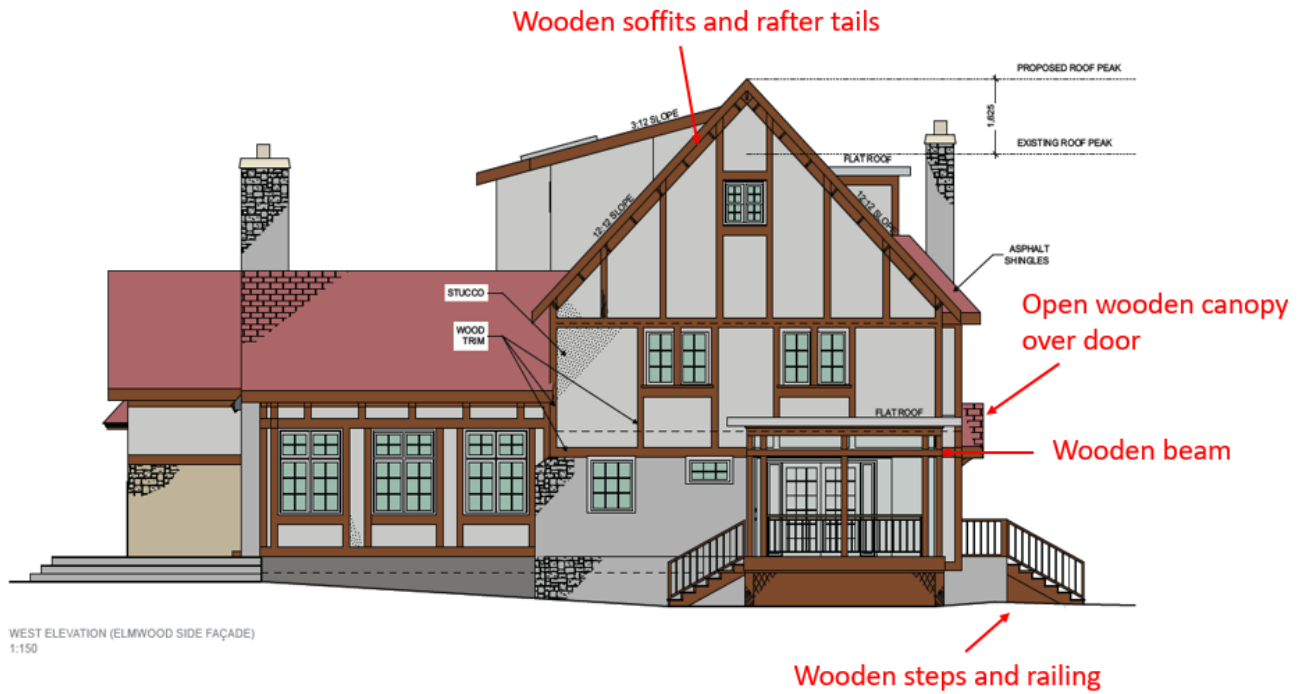 Wooden soffits and rafter tails
PROPOSED ROOF PEAK
3:12 SLOPE
1,625
EXISTING ROOF PEAK
FLAT ROOF
12:12 SLOPE
12:12 SLOPE
ASPHALT
SHINGLES
STUCCO
Open wooden canopy
over door
WOOD
TRIM
FLAT ROOF
Wooden beam
WEST ELEVATION (ELMWOOD SIDE FAÇADE)
1:150
Wooden steps and railing